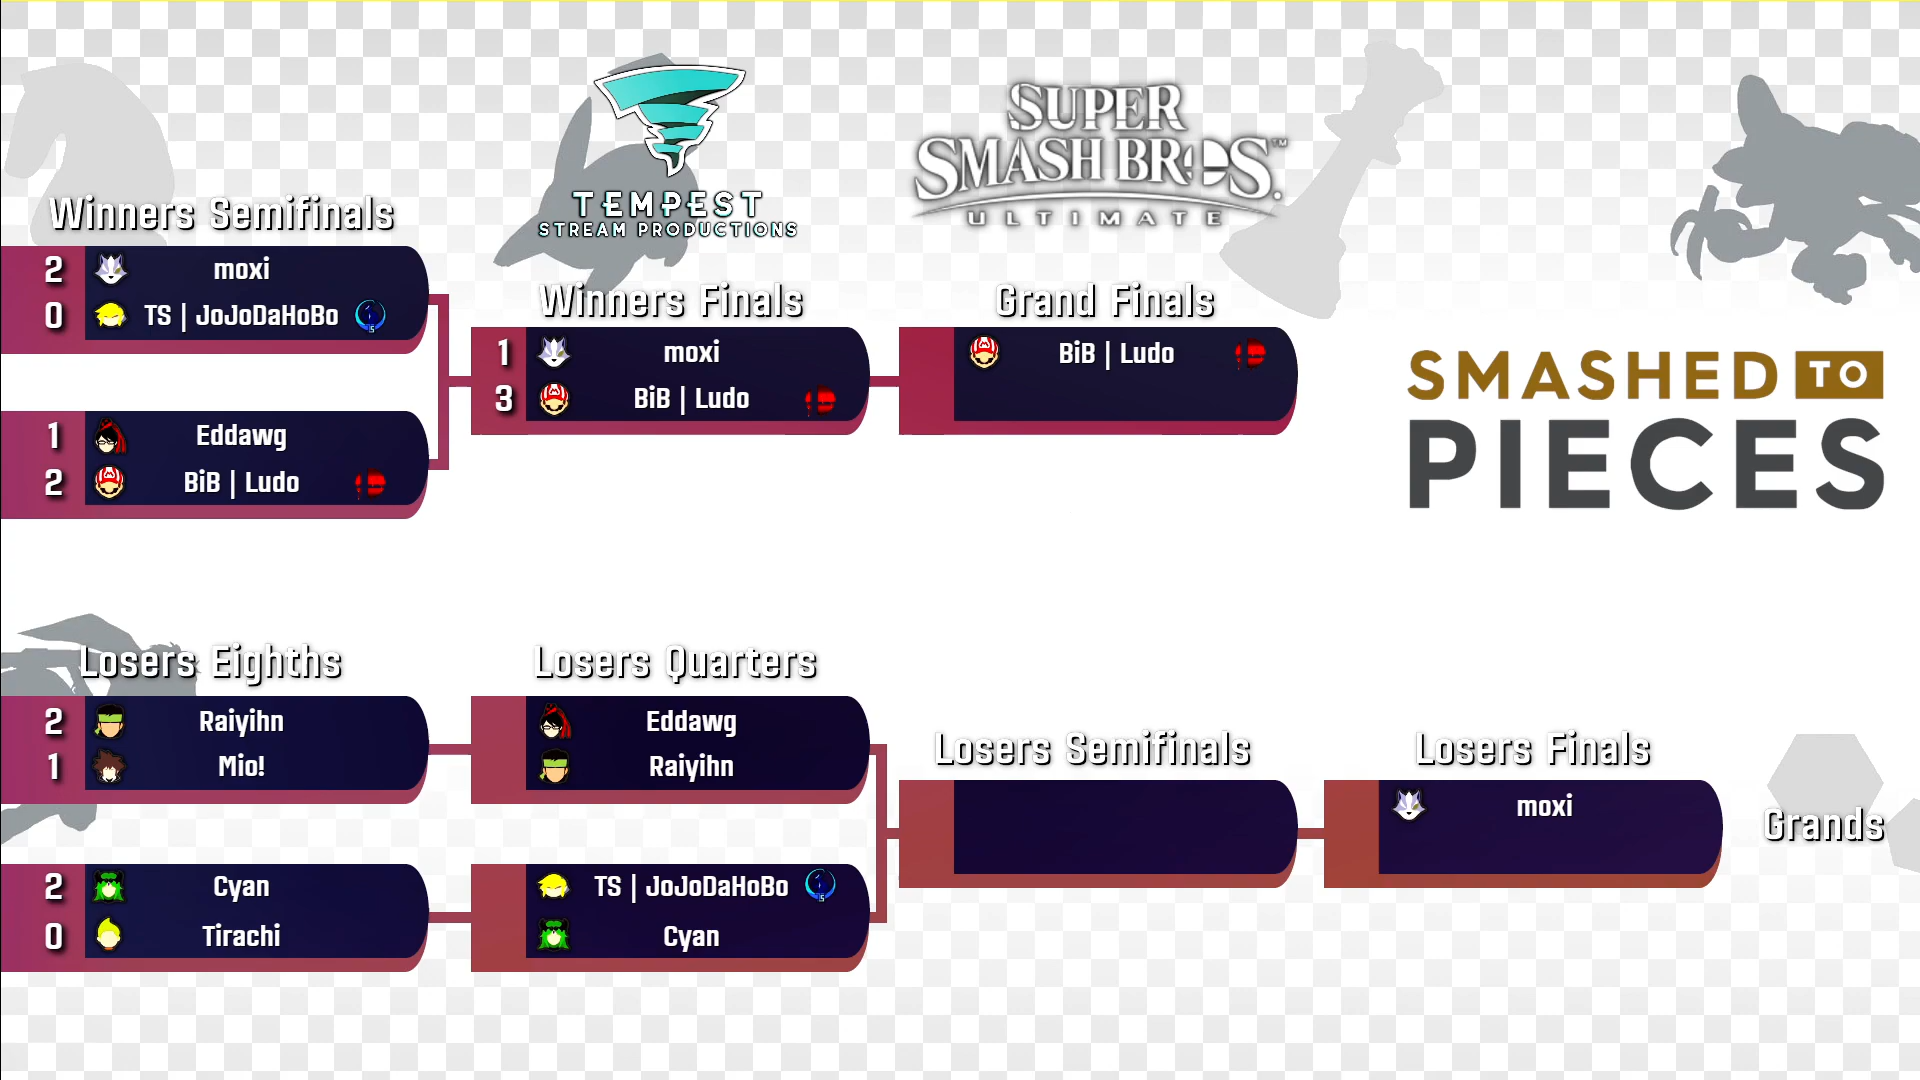 TEMPEST
STREAM PRODUCTIONS
SUPER
SMASH BROS.™
ULTIMATE
Winners Semifinals
2 moxi
0 TS | JoJoDaHoBo
1 Eddawg
2 BiB | Ludo
Winners Finals
1 moxi
3 BiB | Ludo
Grand Finals
BiB | Ludo
SMASHED TO
PIECES
Losers Eighths
2 Raiyihn
1 Mio!
2 Cyan
0 Tirachi
Losers Quarters
Eddawg
Raiyihn
TS | JoJoDaHoBo
Cyan
Losers Semifinals
Losers Finals
moxi
Grands